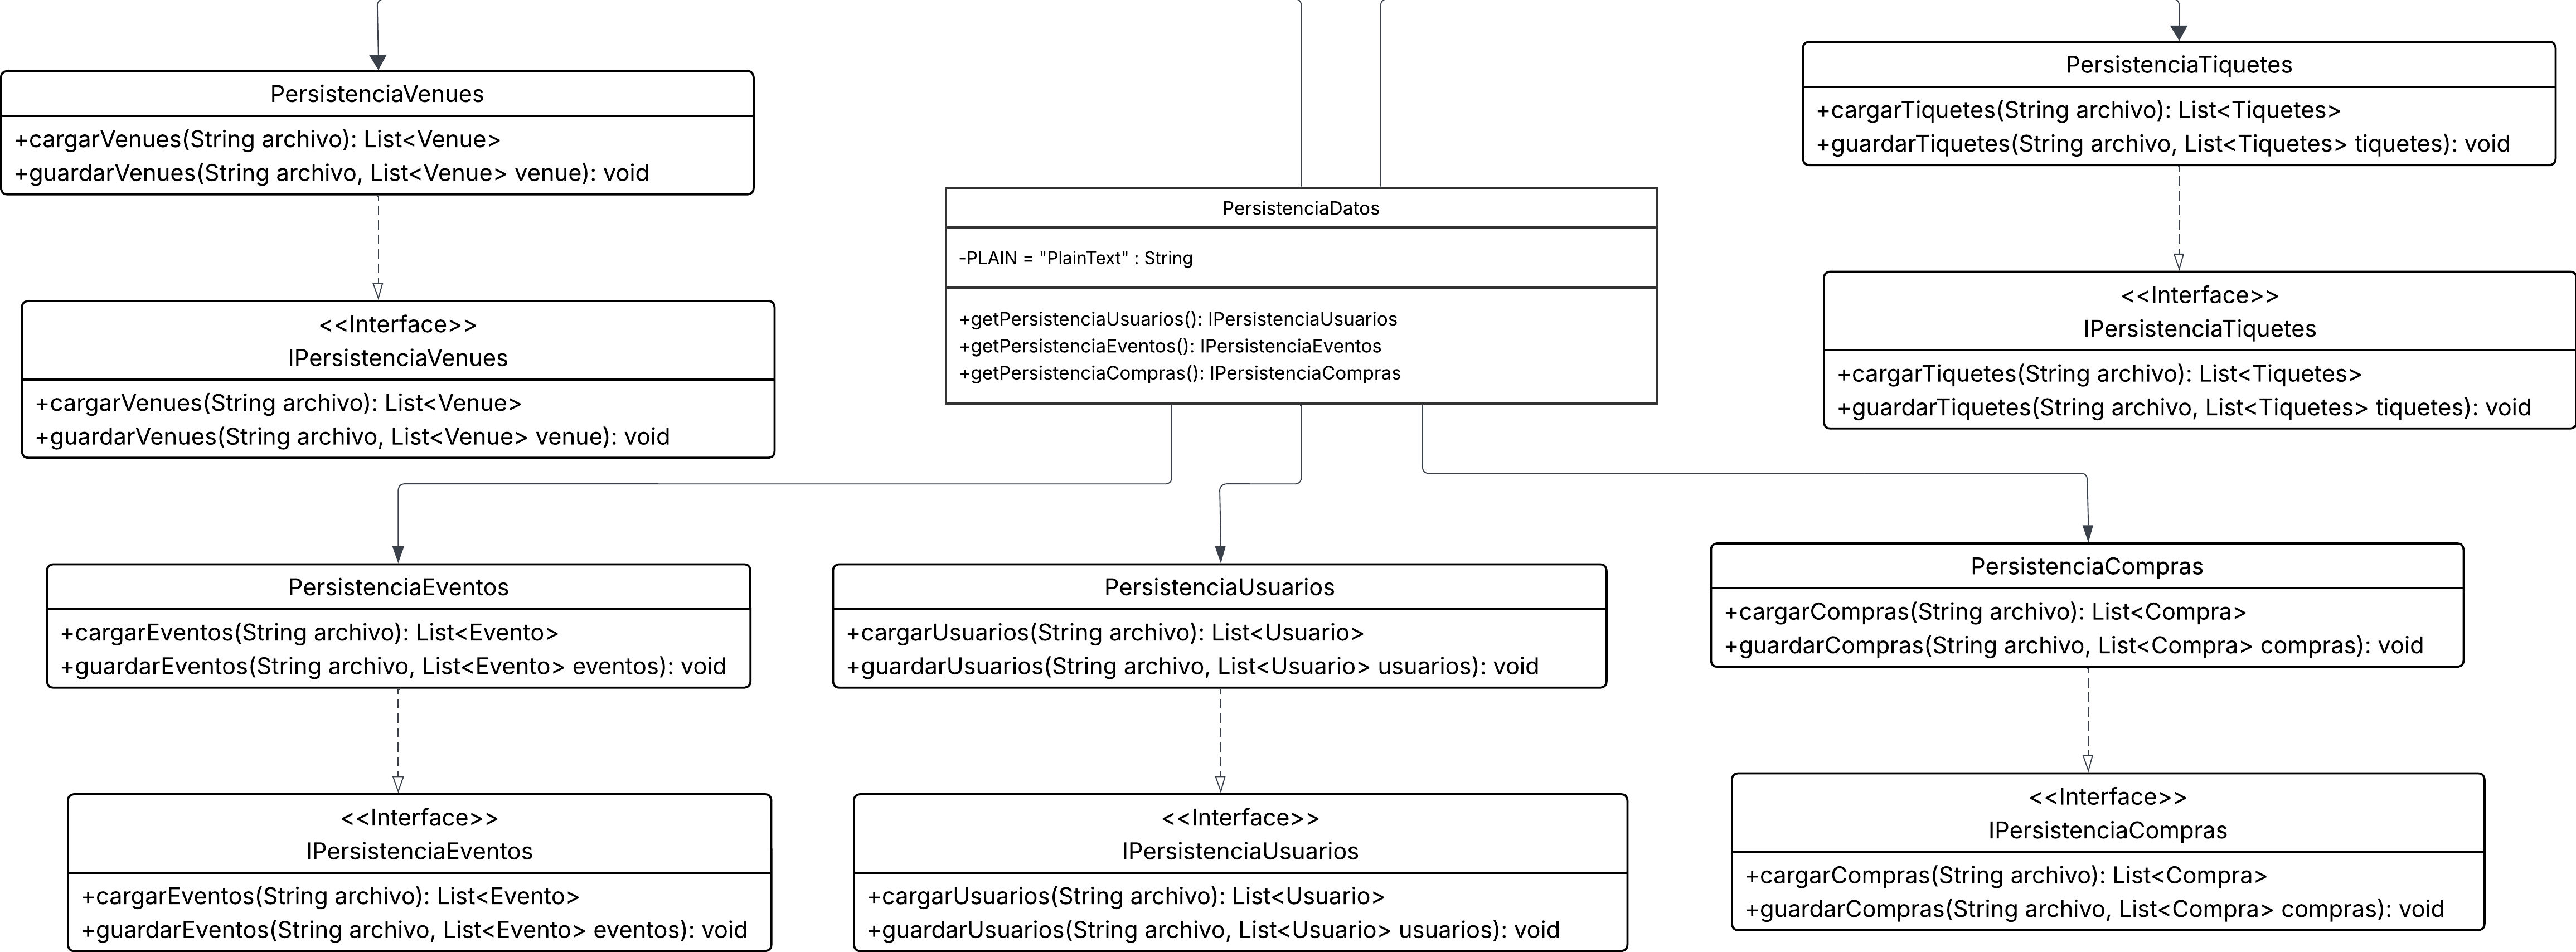 PersistenciaVenues
+cargarVenues(String archivo): List<Venue>
+guardarVenues(String archivo, List<Venue> venue): void
<<Interface>>
IPersistenciaVenues
+cargarVenues(String archivo): List<Venue>
+guardarVenues(String archivo, List<Venue> venue): void
PersistenciaDatos
-PLAIN = "PlainText" : String
+getPersistenciaUsuarios(): IPersistenciaUsuarios
+getPersistenciaEventos(): IPersistenciaEventos
+getPersistenciaCompras(): IPersistenciaCompras
PersistenciaTiquetes
+cargarTiquetes(String archivo): List<Tiquetes>
+guardarTiquetes(String archivo, List<Tiquetes> tiquetes): void
<<Interface>>
IPersistenciaTiquetes
+cargarTiquetes(String archivo): List<Tiquetes>
+guardarTiquetes(String archivo, List<Tiquetes> tiquetes): void
PersistenciaEventos
+cargarEventos(String archivo): List<Evento>
+guardarEventos(String archivo, List<Evento> eventos): void
<<Interface>>
IPersistenciaEventos
+cargarEventos(String archivo): List<Evento>
+guardarEventos(String archivo, List<Evento> eventos): void
PersistenciaUsuarios
+cargarUsuarios(String archivo): List<Usuario>
+guardarUsuarios(String archivo, List<Usuario> usuarios): void
<<Interface>>
IPersistenciaUsuarios
+cargarUsuarios(String archivo): List<Usuario>
+guardarUsuarios(String archivo, List<Usuario> usuarios): void
PersistenciaCompras
+cargarCompras(String archivo): List<Compra>
+guardarCompras(String archivo, List<Compra> compras): void
<<Interface>>
IPersistenciaCompras
+cargarCompras(String archivo): List<Compra>
+guardarCompras(String archivo, List<Compra> compras): void